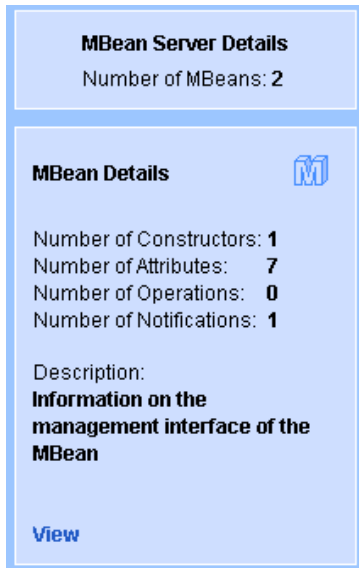 MBean Server Details
Number of MBeans: 2
MBean Details
M
Number of Constructors: 1
Number of Attributes: 7
Number of Operations: 0
Number of Notifications: 1
Description:
Information on the
management interface of the
MBean
View